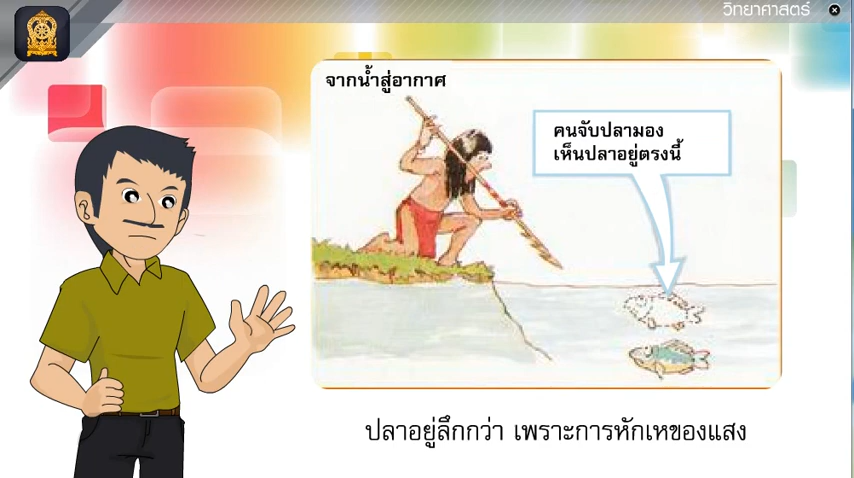 วิทยาศาสตร์
จากน้ำสู่อากาศ
คนจับปลามอง
เห็นปลาอยู่ตรงนี้
ปลาอยู่ลึกกว่า เพราะการหักเหของแสง